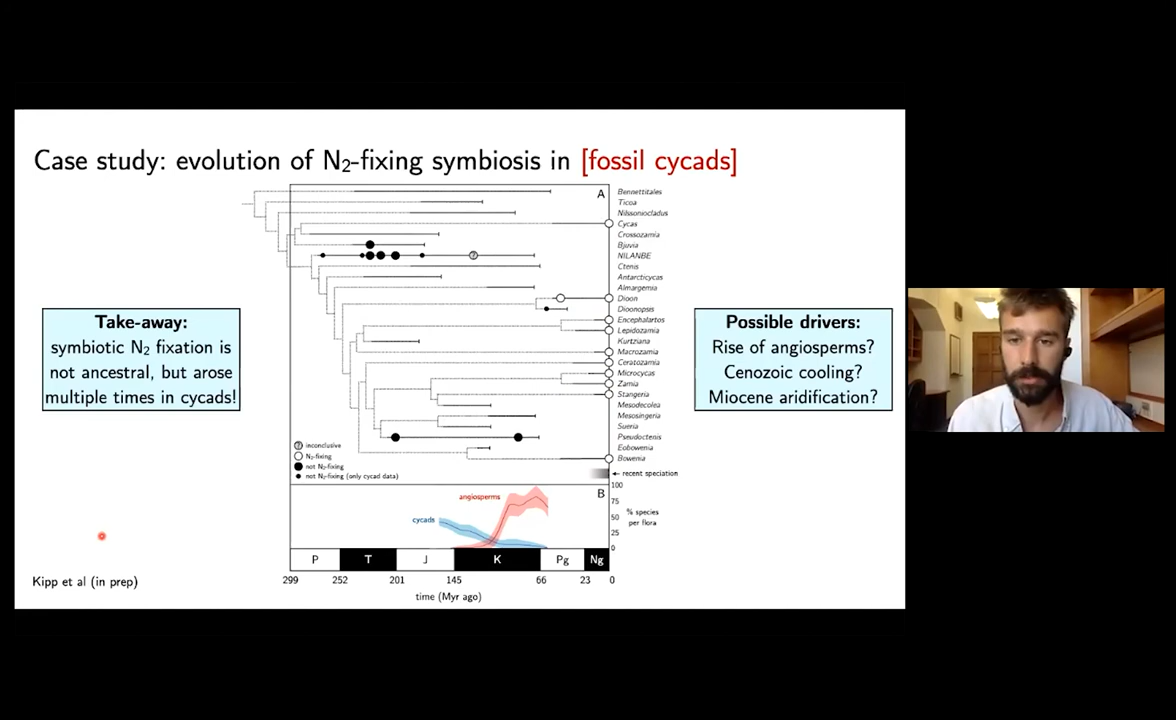 Case study: evolution of N₂-fixing symbiosis in [fossil cycads]
Take-away:
symbiotic N₂ fixation is
not ancestral, but arose
multiple times in cycads!
A
Bennettitales
Ticoa
Nilssoniocladus
Cycas
Crossozamia
Bjuvia
NILANBE
Ctenis
Antarcticycas
Almargemia
Dioon
Dioonopsis
Encephalartos
Lepidozamia
Kurtziana
Macrozamia
Ceratozamia
Microcycas
Zamia
Stangeria
Mesodecolea
Mesosingeria
Sueria
Pseudoctenis
Eobowenia
Bowenia
?
? inconclusive
N₂-fixing
not N₂-fixing
not N₂-fixing (only cycad data)
← recent speciation
B
angiosperms
cycads
100
75
50
25
0
% species
per flora
P T J K Pg Ng
299 252 201 145 66 23 0
time (Myr ago)
Possible drivers:
Rise of angiosperms?
Cenozoic cooling?
Miocene aridification?
Kipp et al (in prep)